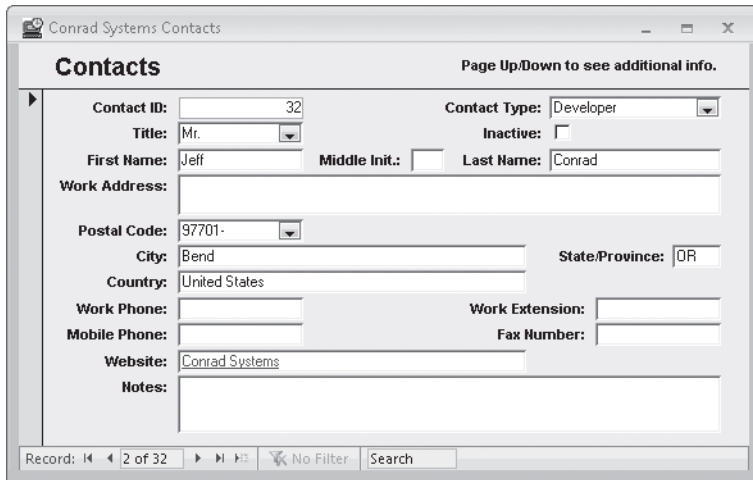 Conrad Systems Contacts
Contacts Page Up/Down to see additional info.
Contact ID: 32 Contact Type: Developer
Title: Mr. Inactive:
First Name: Jeff Middle Init.: Last Name: Conrad
Work Address:
Postal Code: 97701-
City: Bend State/Province: OR
Country: United States
Work Phone: Work Extension:
Mobile Phone: Fax Number:
Website: Conrad Systems
Notes:
Record: 2 of 32 No Filter Search